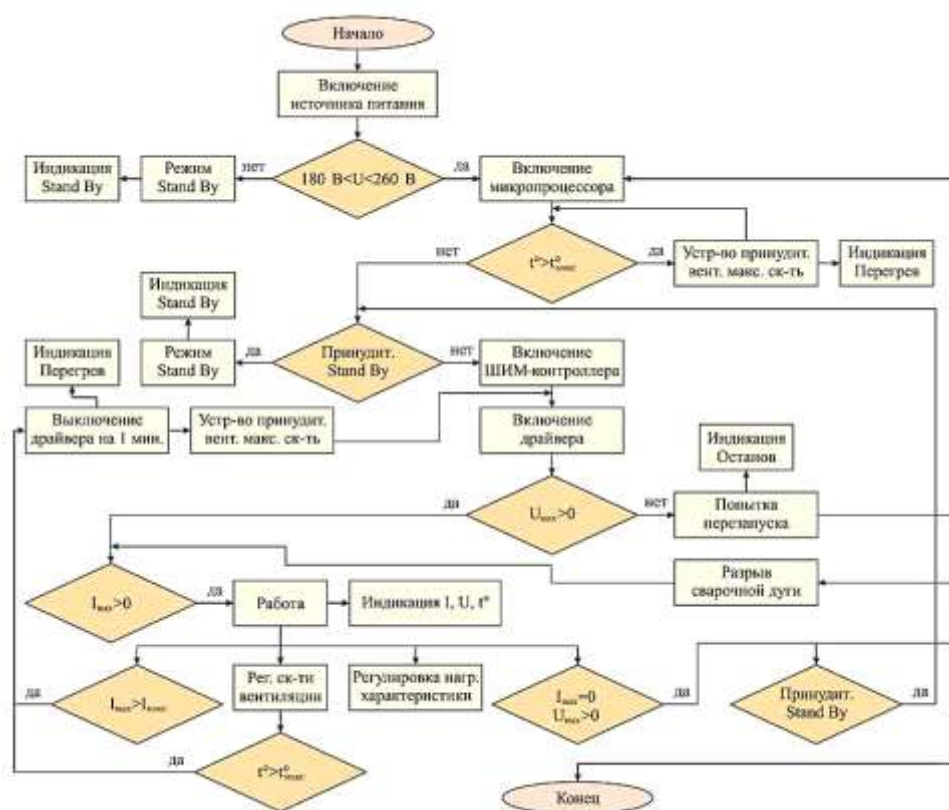 Начало
Включение
источника питания
Индикация
Stand By
Режим
Stand By
нет
180 В<U<260 В
да
Включение
микропроцессора
нет
t°>t°
да
Устр-во принудит.
вент. макс. ск-ть
Индикация
Перегрев
Индикация
Stand By
Индикация
Перегрев
Режим
Stand By
да
Принудит.
Stand By
нет
Включение
ШИМ-контроллера
Выключение
драйвера на 1 мин.
Устр-во принудит.
вент. макс. ск-ть
Включение
драйвера
Индикация
Останов
да
U>0
нет
Попытка
перезапуска
Разрыв
сварочной дуги
I>0
да
Работа
Индикация I, U, t°
да
I>I
Рег. ск-ти
вентиляции
Регулировка нагр.
характеристики
I=0
U>0
да
Принудит.
Stand By
да
да
t°>t°
Конец